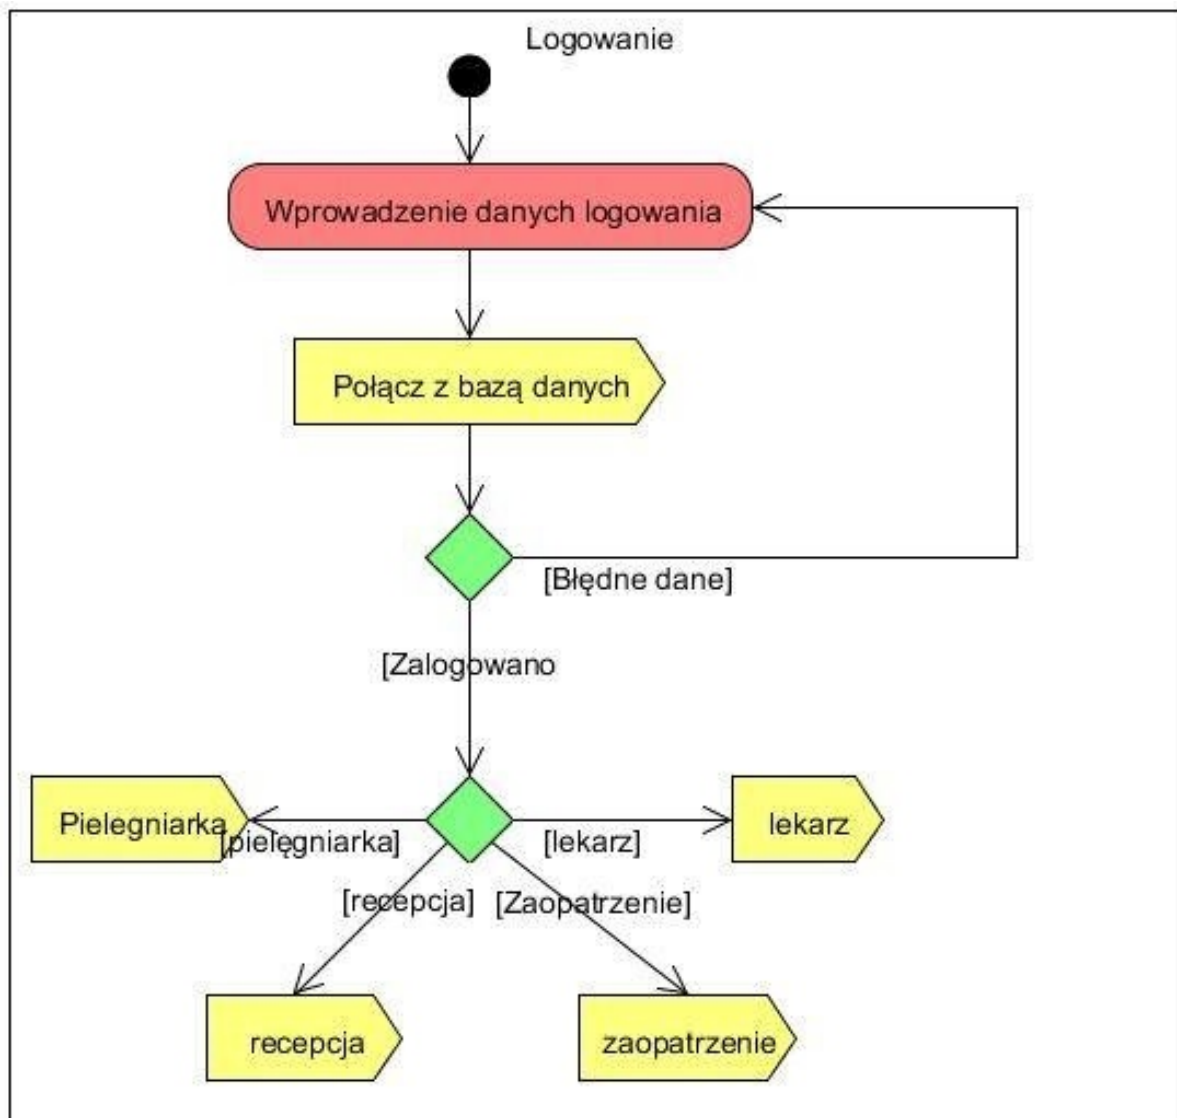 Logowanie
Wprowadzenie danych logowania
Połącz z bazą danych
[Błędne dane]
[Zalogowano
Pielegniarka
[pielęgniarka]
[lekarz]
lekarz
[recepcja]
[Zaopatrzenie]
recepcja
zaopatrzenie